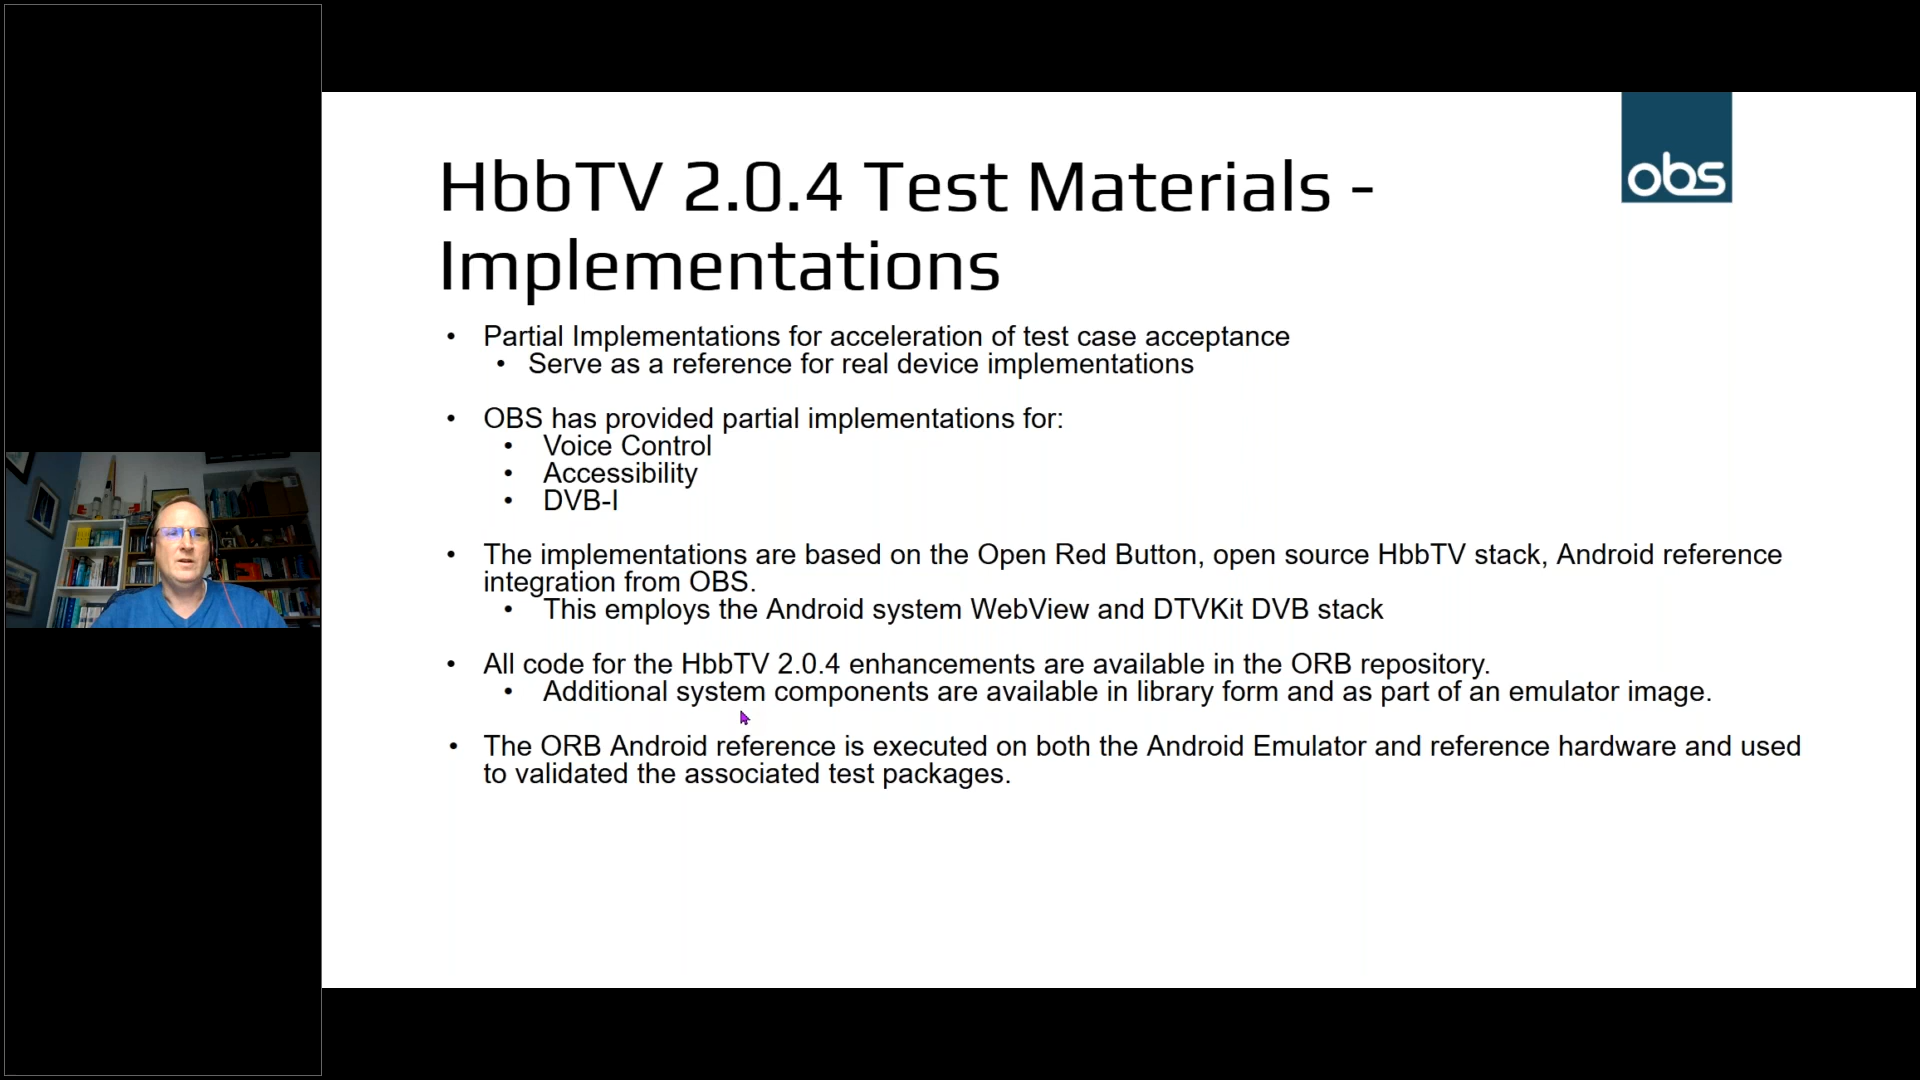 obs
HbbTV 2.0.4 Test Materials -
Implementations
• Partial Implementations for acceleration of test case acceptance
• Serve as a reference for real device implementations
• OBS has provided partial implementations for:
• Voice Control
• Accessibility
• DVB-I
• The implementations are based on the Open Red Button, open source HbbTV stack, Android reference
integration from OBS.
• This employs the Android system WebView and DTVKit DVB stack
• All code for the HbbTV 2.0.4 enhancements are available in the ORB repository.
• Additional system components are available in library form and as part of an emulator image.
• The ORB Android reference is executed on both the Android Emulator and reference hardware and used
to validated the associated test packages.